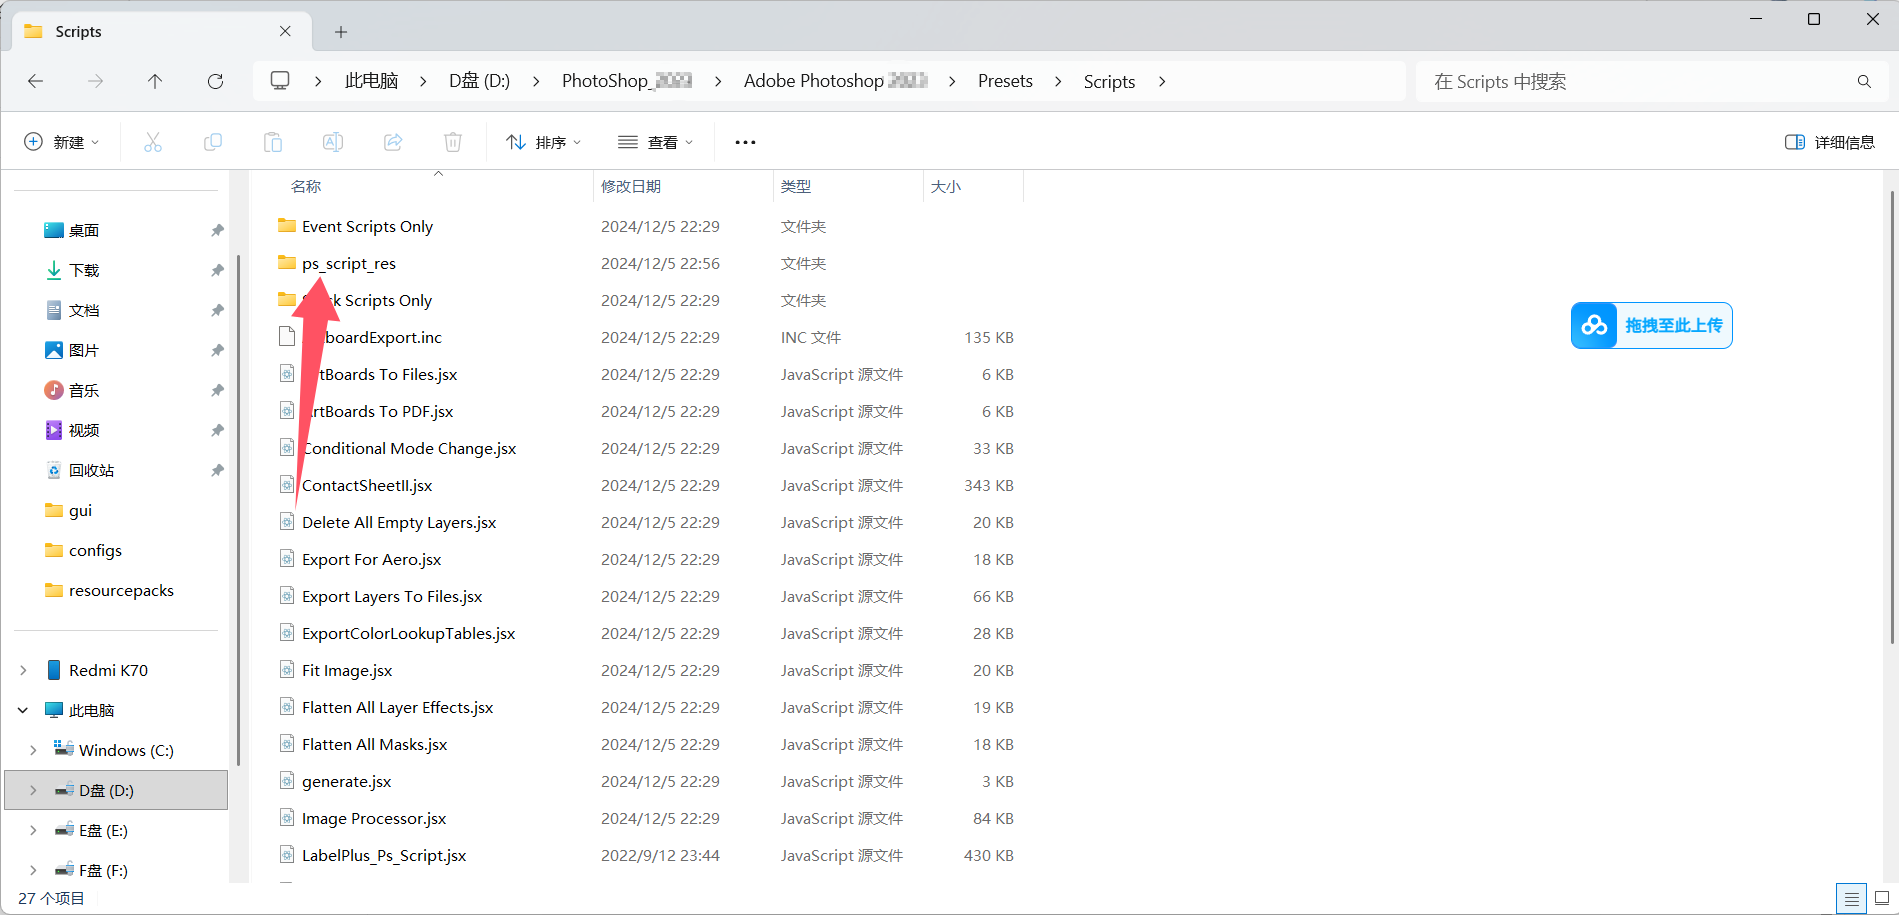 Scripts
此电脑 D盘 (D:) PhotoShop_ Adobe Photoshop Presets Scripts
在 Scripts 中搜索
新建 排序 查看 详细信息
名称 修改日期 类型 大小
桌面
下载
文档
图片
音乐
视频
回收站
gui
configs
resourcepacks
Redmi K70
此电脑
Windows (C:)
D盘 (D:)
E盘 (E:)
F盘 (F:)
Event Scripts Only 2024/12/5 22:29 文件夹
ps_script_res 2024/12/5 22:56 文件夹
Scripts Only 2024/12/5 22:29 文件夹
boardExport.inc 2024/12/5 22:29 INC 文件 135 KB
rtBoards To Files.jsx 2024/12/5 22:29 JavaScript 源文件 6 KB
rtBoards To PDF.jsx 2024/12/5 22:29 JavaScript 源文件 6 KB
Conditional Mode Change.jsx 2024/12/5 22:29 JavaScript 源文件 33 KB
ContactSheetII.jsx 2024/12/5 22:29 JavaScript 源文件 343 KB
Delete All Empty Layers.jsx 2024/12/5 22:29 JavaScript 源文件 20 KB
Export For Aero.jsx 2024/12/5 22:29 JavaScript 源文件 18 KB
Export Layers To Files.jsx 2024/12/5 22:29 JavaScript 源文件 66 KB
ExportColorLookupTables.jsx 2024/12/5 22:29 JavaScript 源文件 28 KB
Fit Image.jsx 2024/12/5 22:29 JavaScript 源文件 20 KB
Flatten All Layer Effects.jsx 2024/12/5 22:29 JavaScript 源文件 19 KB
Flatten All Masks.jsx 2024/12/5 22:29 JavaScript 源文件 18 KB
generate.jsx 2024/12/5 22:29 JavaScript 源文件 3 KB
Image Processor.jsx 2024/12/5 22:29 JavaScript 源文件 84 KB
LabelPlus_Ps_Script.jsx 2022/9/12 23:44 JavaScript 源文件 430 KB
拖拽至此上传
27 个项目